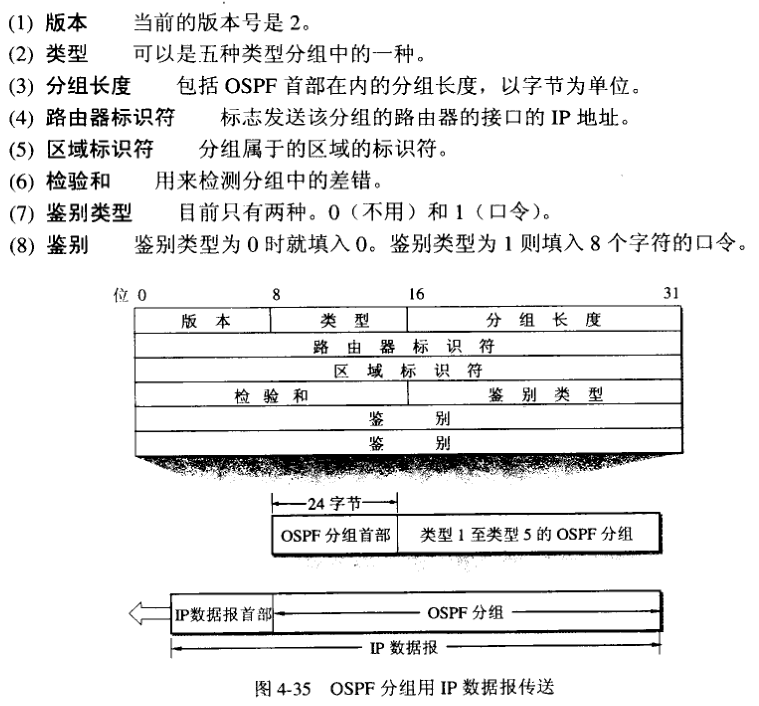 (1) 版本 当前的版本号是 2。
(2) 类型 可以是五种类型分组中的一种。
(3) 分组长度 包括 OSPF 首部在内的分组长度，以字节为单位。
(4) 路由器标识符 标志发送该分组的路由器的接口的 IP 地址。
(5) 区域标识符 分组属于的区域的标识符。
(6) 检验和 用来检测分组中的差错。
(7) 鉴别类型 目前只有两种。0（不用）和 1（口令）。
(8) 鉴别 鉴别类型为 0 时就填入 0。鉴别类型为 1 则填入 8 个字符的口令。
位 0 8 16 31
版 本 类 型 分 组 长 度
路 由 器 标 识 符
区 域 标 识 符
检 验 和 鉴 别 类 型
鉴 别
鉴 别
24 字节
OSPF 分组首部 类型 1 至类型 5 的 OSPF 分组
IP数据报首部 OSPF 分组
IP 数据报
图 4-35 OSPF 分组用 IP 数据报传送